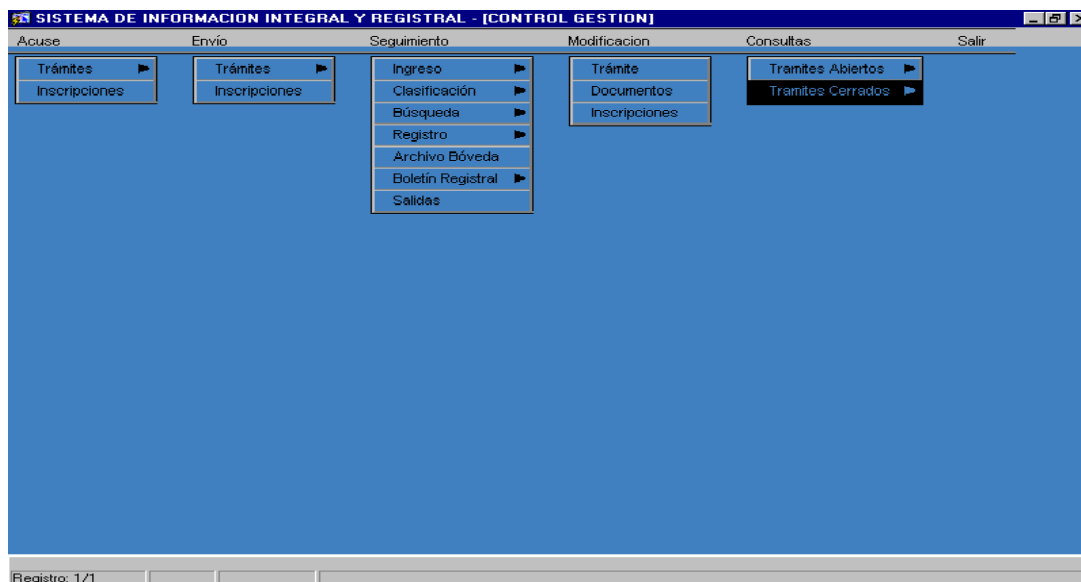 SISTEMA DE INFORMACION INTEGRAL Y REGISTRAL - [CONTROL GESTION]
Acuse Envío Seguimiento Modificacion Consultas Salir
Trámites Trámites Ingreso Trámite Tramites Abiertos
Inscripciones Inscripciones Clasificación Documentos Tramites Cerrados
Búsqueda Inscripciones
Registro
Archivo Bóveda
Boletín Registral
Salidas
Registro: 1/1